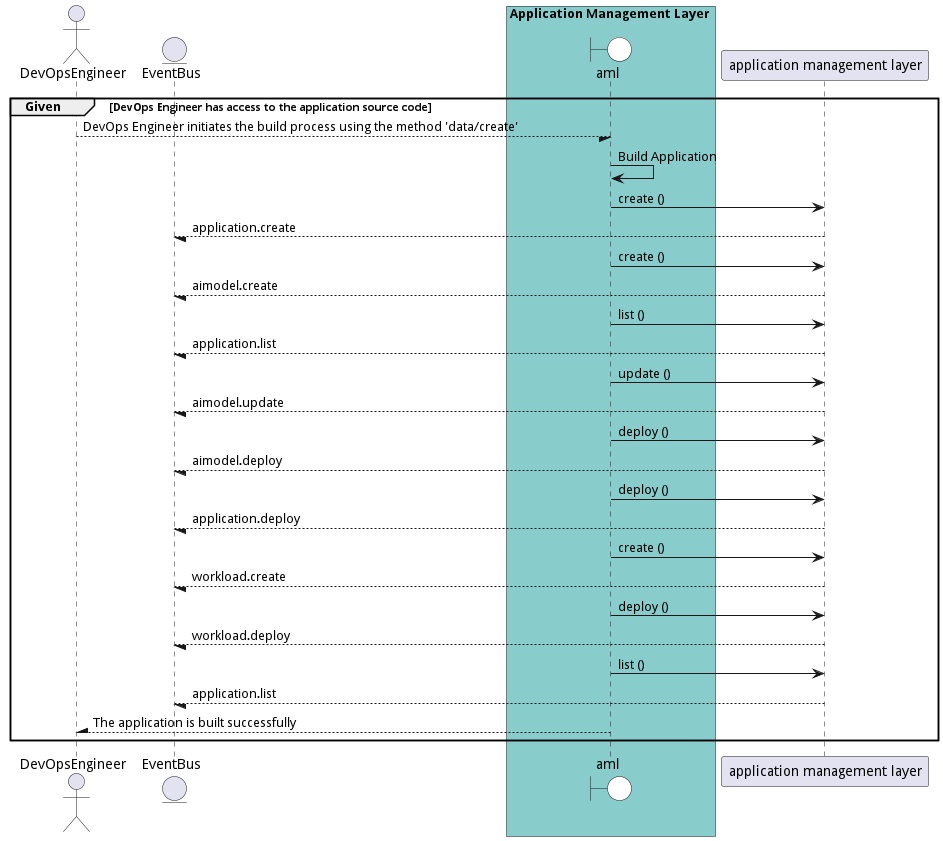 Application Management Layer
DevOpsEngineer
EventBus
aml
application management layer
Given
[DevOps Engineer has access to the application source code]
DevOps Engineer initiates the build process using the method 'data/create'
Build Application
create ()
application.create
create ()
aimodel.create
list ()
application.list
update ()
aimodel.update
deploy ()
aimodel.deploy
deploy ()
application.deploy
create ()
workload.create
deploy ()
workload.deploy
list ()
application.list
The application is built successfully
DevOpsEngineer
EventBus
aml
application management layer